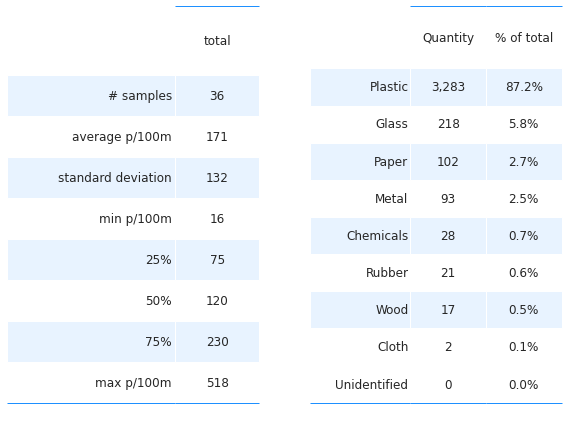 total
# samples 36
average p/100m 171
standard deviation 132
min p/100m 16
25% 75
50% 120
75% 230
max p/100m 518
Quantity % of total
Plastic 3,283 87.2%
Glass 218 5.8%
Paper 102 2.7%
Metal 93 2.5%
Chemicals 28 0.7%
Rubber 21 0.6%
Wood 17 0.5%
Cloth 2 0.1%
Unidentified 0 0.0%